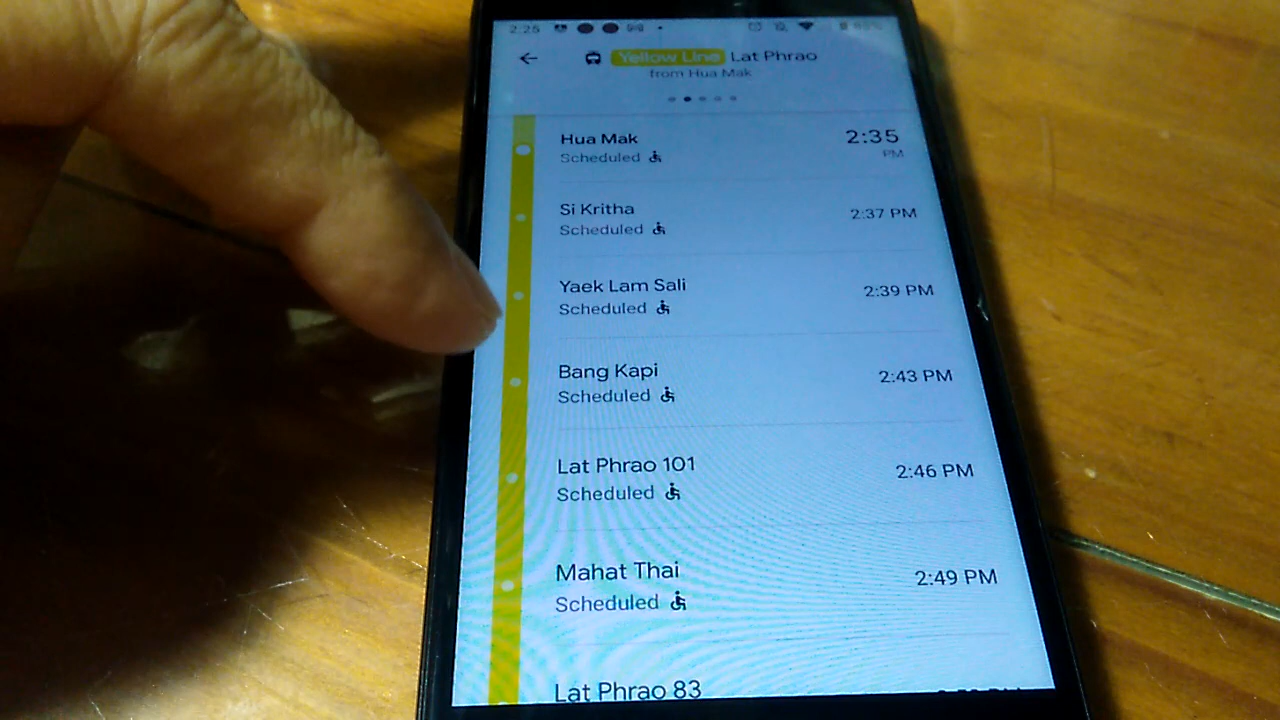 2:25
Yellow Line Lat Phrao
from Hua Mak
Hua Mak 2:35
Scheduled PM
Si Kritha 2:37 PM
Scheduled
Yaek Lam Sali 2:39 PM
Scheduled
Bang Kapi 2:43 PM
Scheduled
Lat Phrao 101 2:46 PM
Scheduled
Mahat Thai 2:49 PM
Scheduled
Lat Phrao 83